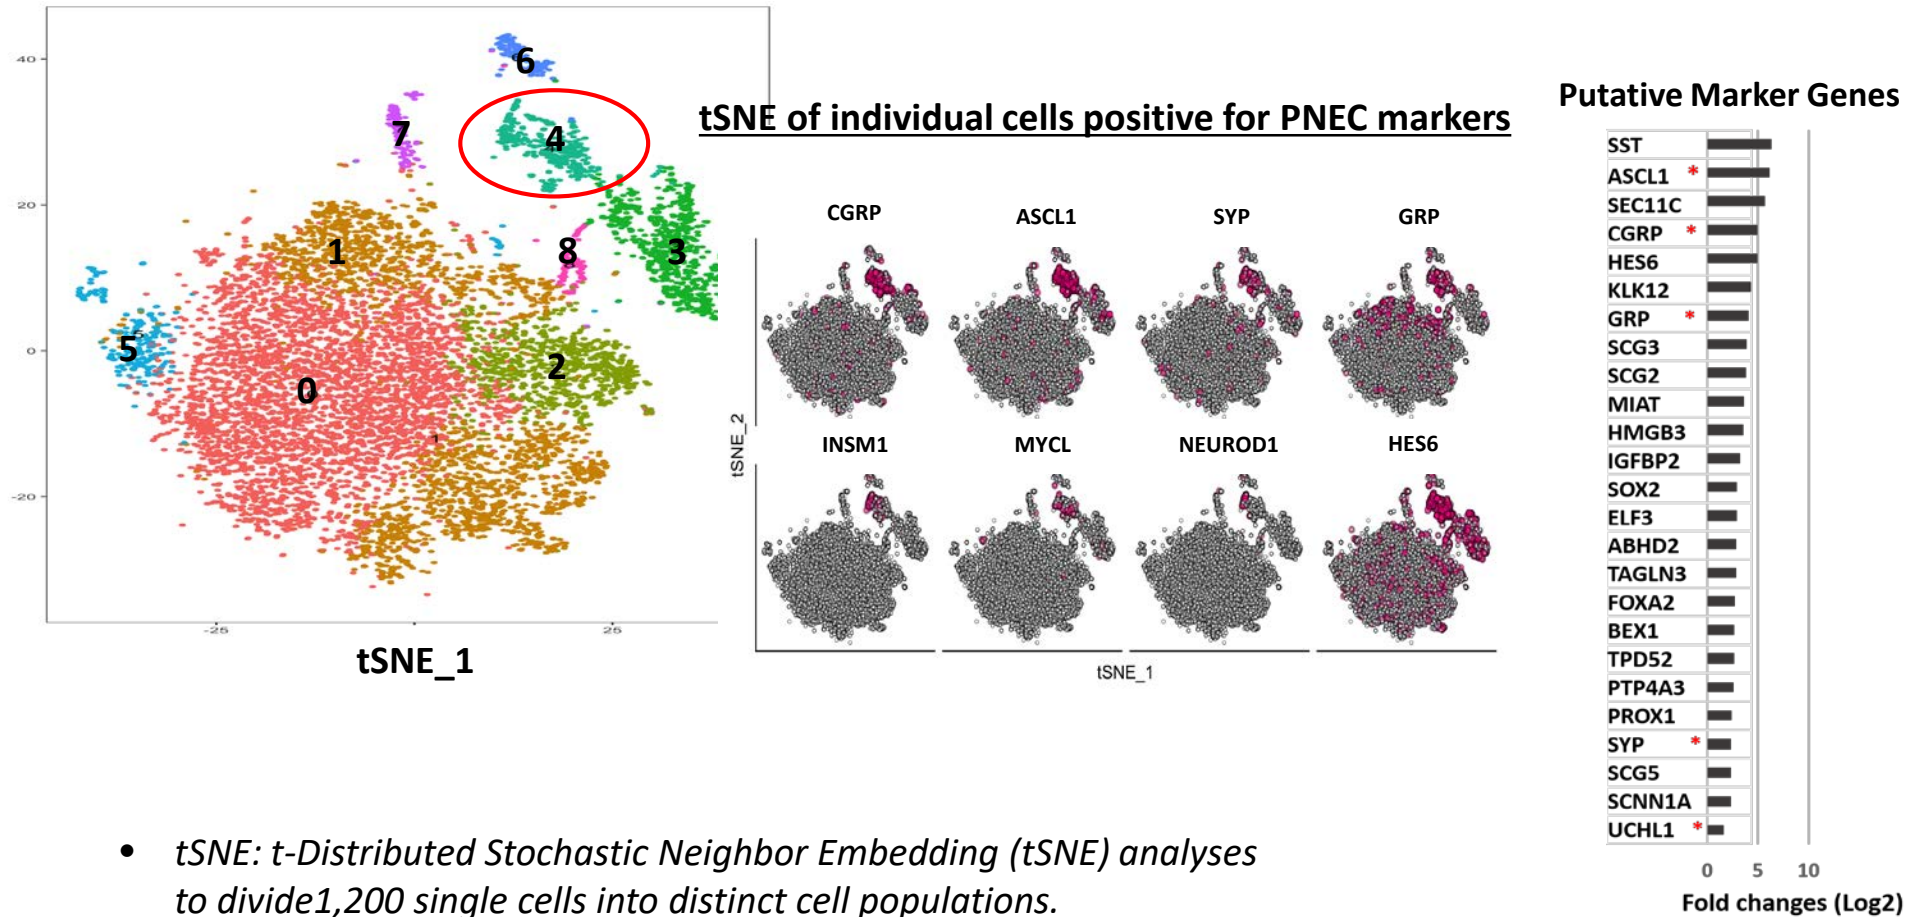 40
20
0
-20
-25
25
6
7
4
1
8
3
5
2
0
1
tSNE_1
tSNE of individual cells positive for PNEC markers
CGRP
ASCL1
SYP
GRP
INSM1
MYCL
NEUROD1
HES6
tSNE_2
tSNE_1
Putative Marker Genes
SST
ASCL1 *
SEC11C
CGRP *
HES6
KLK12
GRP *
SCG3
SCG2
MIAT
HMGB3
IGFBP2
SOX2
ELF3
ABHD2
TAGLN3
FOXA2
BEX1
TPD52
PTP4A3
PROX1
SYP *
SCG5
SCNN1A
UCHL1 *
0 5 10
Fold changes (Log2)
• tSNE: t-Distributed Stochastic Neighbor Embedding (tSNE) analyses
to divide1,200 single cells into distinct cell populations.